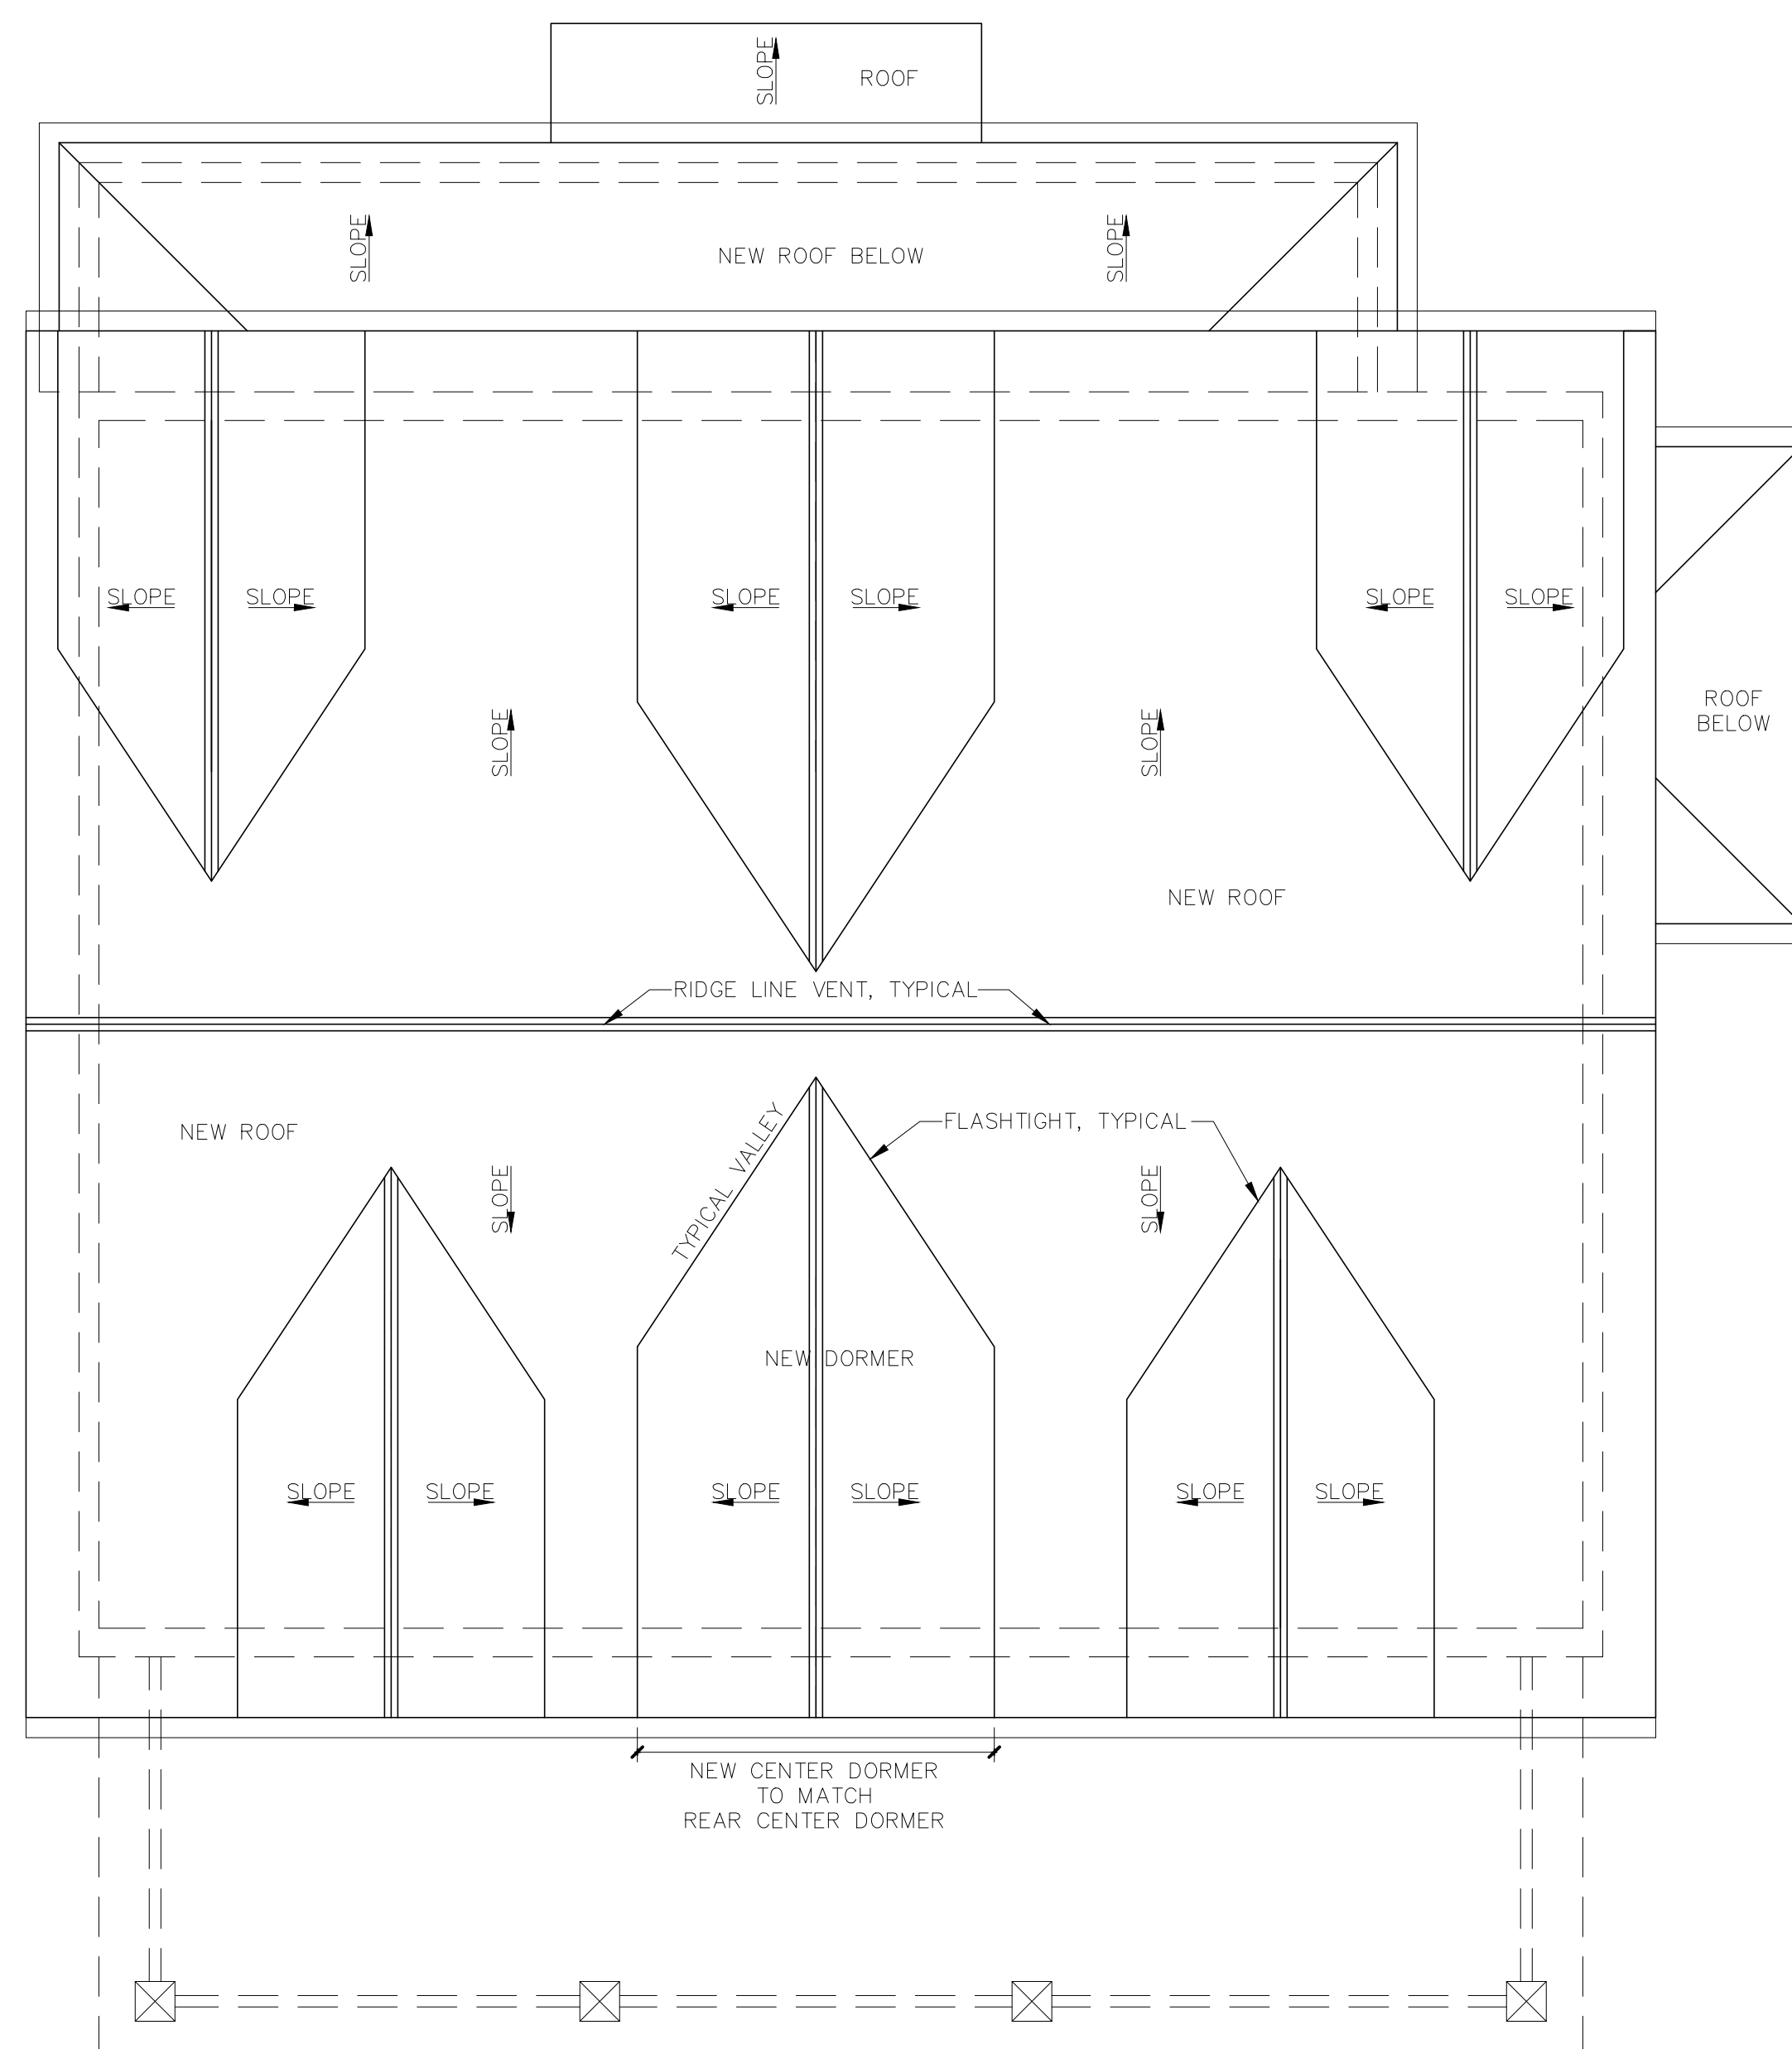 SLOPE
ROOF
SLOPE
NEW ROOF BELOW
SLOPE
SLOPE
SLOPE
SLOPE
SLOPE
SLOPE
SLOPE
SLOPE
SLOPE
ROOF
BELOW
NEW ROOF
RIDGE LINE VENT, TYPICAL
NEW ROOF
TYPICAL VALLEY
FLASHTIGHT, TYPICAL
SLOPE
SLOPE
NEW DORMER
SLOPE
SLOPE
SLOPE
SLOPE
SLOPE
SLOPE
NEW CENTER DORMER
TO MATCH
REAR CENTER DORMER